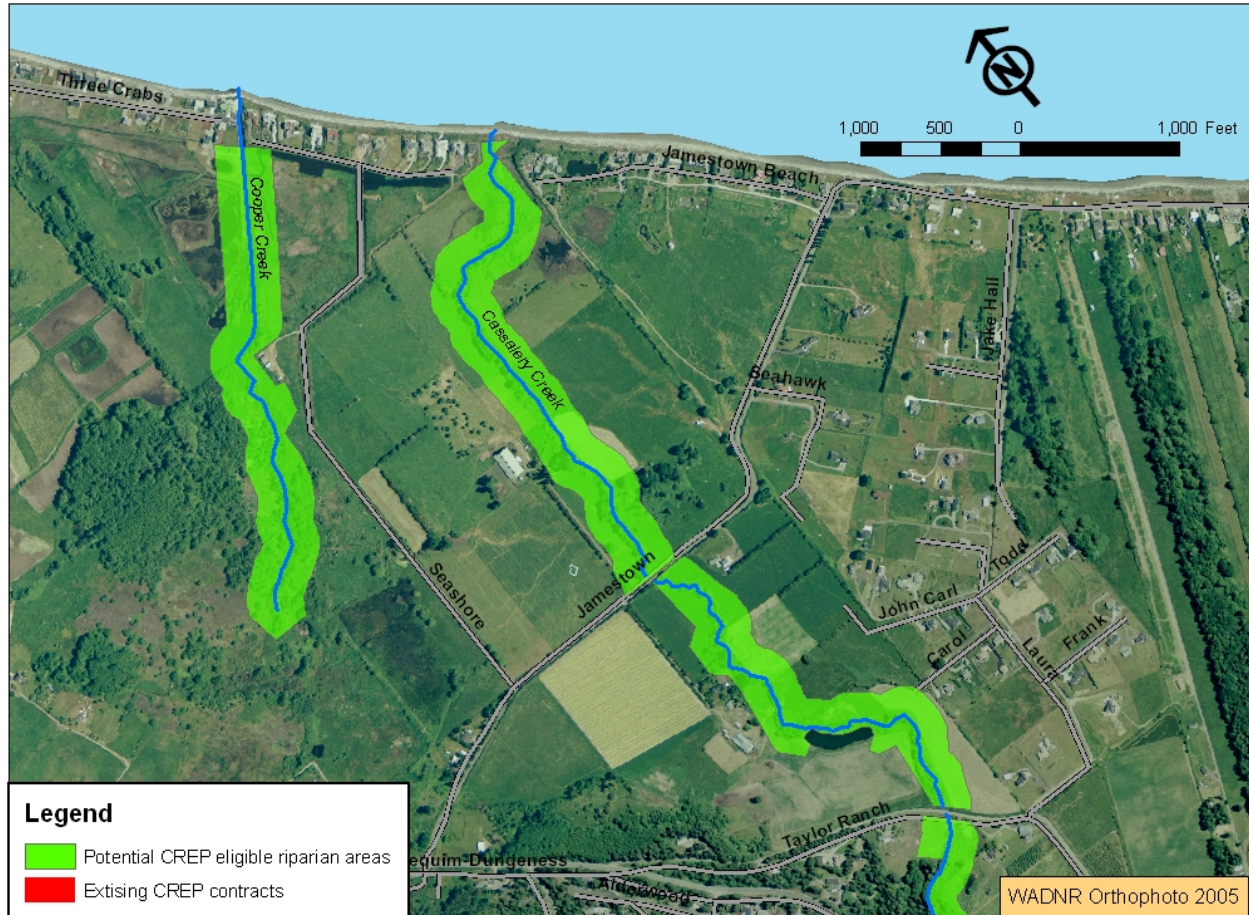 N
1,000 500 0 1,000 Feet
Three Crabs
Jamestown Beach
Cooper Creek
Cassalery Creek
Jake Hall
Seahawk
Seashore
Jamestown
Todd
John Carl
Carol
Laura
Frank
Taylor Ranch
equim-Dungeness
Alderwood
Legend
Potential CREP eligible riparian areas
Extising CREP contracts
WADNR Orthophoto 2005